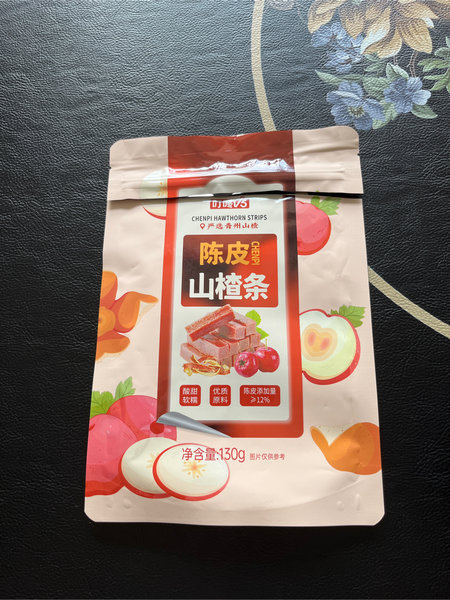 CHENPI HAWTHORN STRIPS
严选青州山楂
陈皮
CHENPI
山楂条
酸甜
软糯
优质
原料
陈皮添加量
≥12%
净含量:130g
图片仅供参考